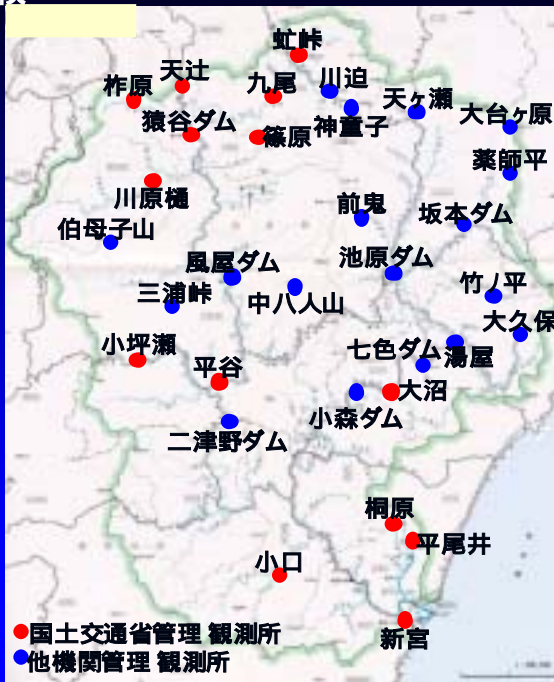 虹峠
天辻
九尾
川迫
柞原
天ヶ瀬
大台ヶ原
猿谷ダム
篠原
神童子
薬師平
川原樋
前鬼
坂本ダム
伯母子山
風屋ダム
池原ダム
三浦峠
中八人山
竹ノ平
大久保
小坪瀬
平谷
七色ダム
湯屋
大沼
小森ダム
二津野ダム
桐原
平尾井
小口
新宮
国土交通省管理 観測所
他機関管理 観測所